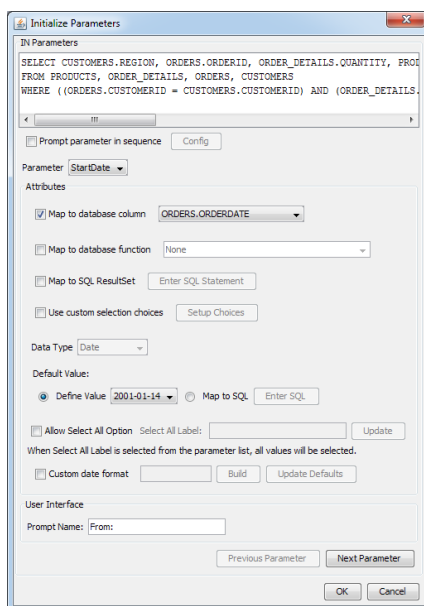 Initialize Parameters
IN Parameters
SELECT CUSTOMERS.REGION, ORDERS.ORDERID, ORDER_DETAILS.QUANTITY, PROD
FROM PRODUCTS, ORDER_DETAILS, ORDERS, CUSTOMERS
WHERE ((ORDERS.CUSTOMERID = CUSTOMERS.CUSTOMERID) AND (ORDER_DETAILS.
Prompt parameter in sequence Config
Parameter StartDate
Attributes
Map to database column ORDERS.ORDERDATE
Map to database function None
Map to SQL ResultSet Enter SQL Statement
Use custom selection choices Setup Choices
Data Type Date
Default Value:
Define Value 2001-01-14 Map to SQL Enter SQL
Allow Select All Option Select All Label: Update
When Select All Label is selected from the parameter list, all values will be selected.
Custom date format Build Update Defaults
User Interface
Prompt Name: From:
Previous Parameter Next Parameter
OK Cancel